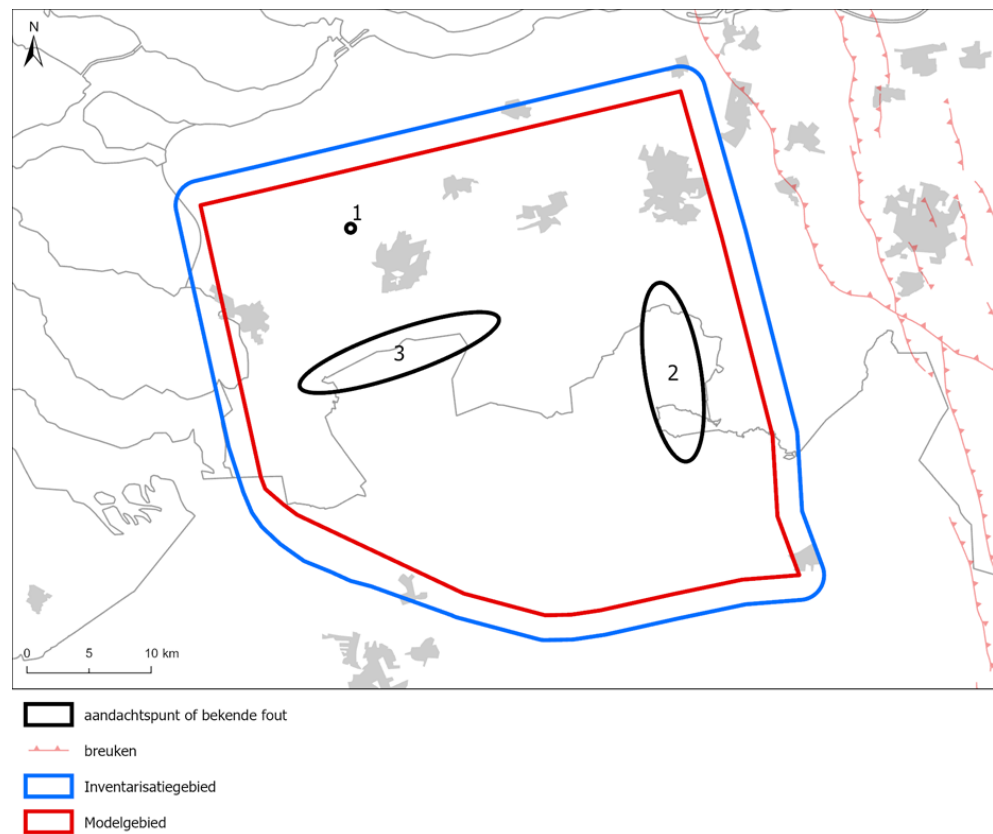 N
1
2
3
0 5 10 km
aandachtspunt of bekende fout
breuken
Inventarisatiegebied
Modelgebied